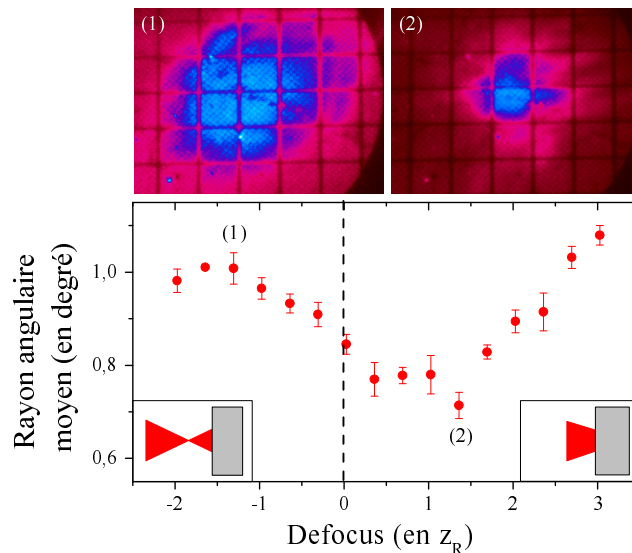 (1)
(2)
Rayon angulaire
moyen (en degré)
1,0
0,8
0,6
(1)
(2)
-2 -1 0 1 2 3
Defocus (en z_R)